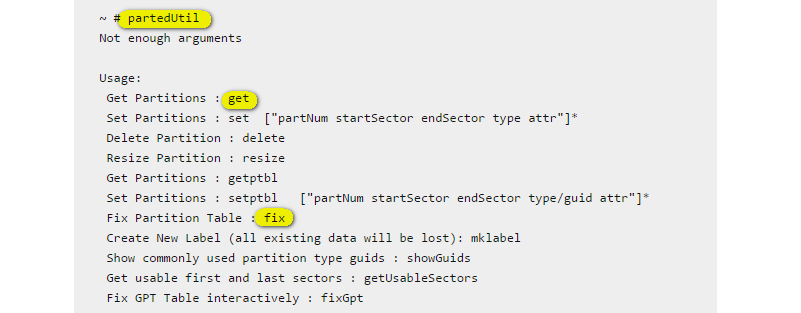 ~ # partedUtil
Not enough arguments
Usage:
Get Partitions : get
Set Partitions : set  ["partNum startSector endSector type attr"]*
Delete Partition : delete
Resize Partition : resize
Get Partitions : getptbl
Set Partitions : setptbl   ["partNum startSector endSector type/guid attr"]*
Fix Partition Table : fix
Create New Label (all existing data will be lost): mklabel
Show commonly used partition type guids : showGuids
Get usable first and last sectors : getUsableSectors
Fix GPT Table interactively : fixGpt